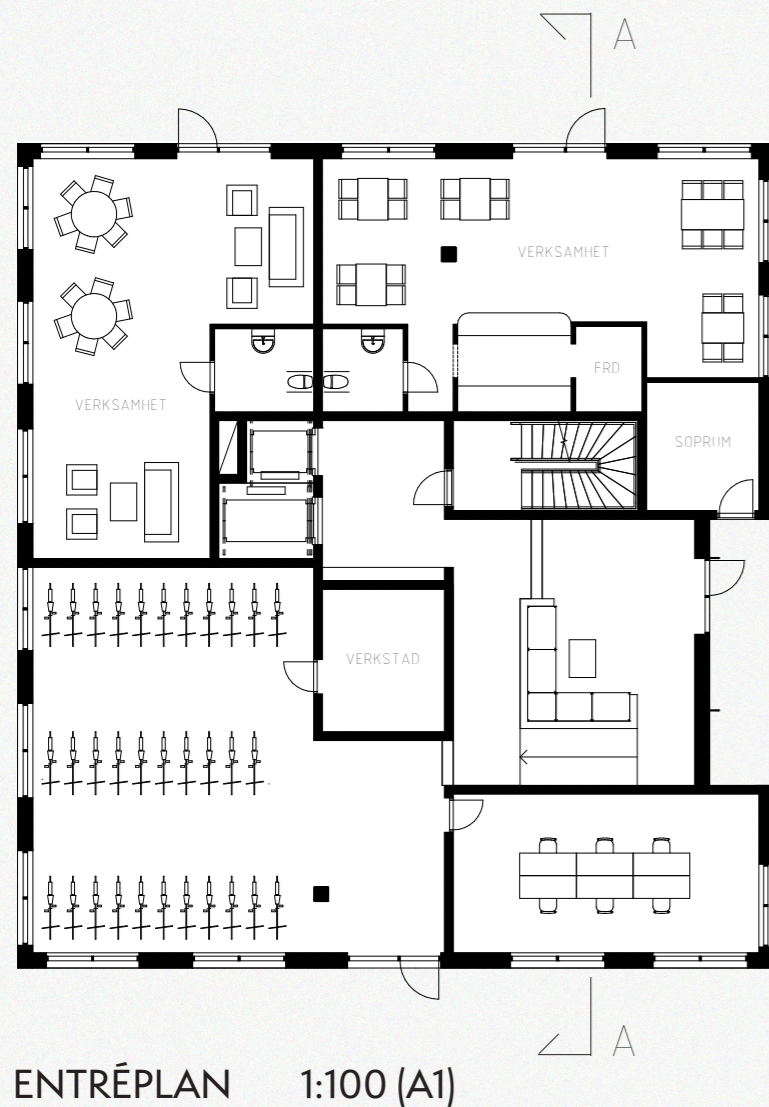 A
VERKSAMHET
FRD
VERKSAMHET
SOPRUM
VERKSTAD
A
ENTRÉPLAN 1:100 (A1)